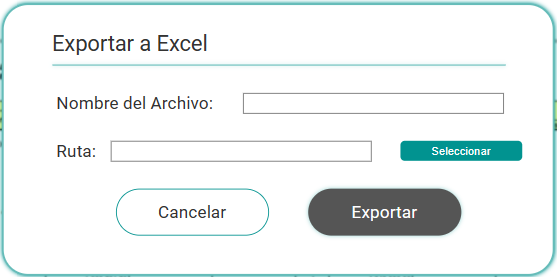 Exportar a Excel
Nombre del Archivo:
Ruta:
Seleccionar
Cancelar
Exportar